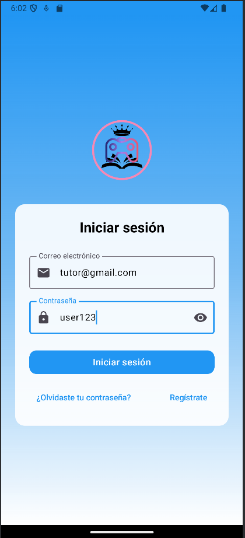 6:02
Iniciar sesión
Correo electrónico
tutor@gmail.com
Contraseña
user123
Iniciar sesión
¿Olvidaste tu contraseña? Regístrate